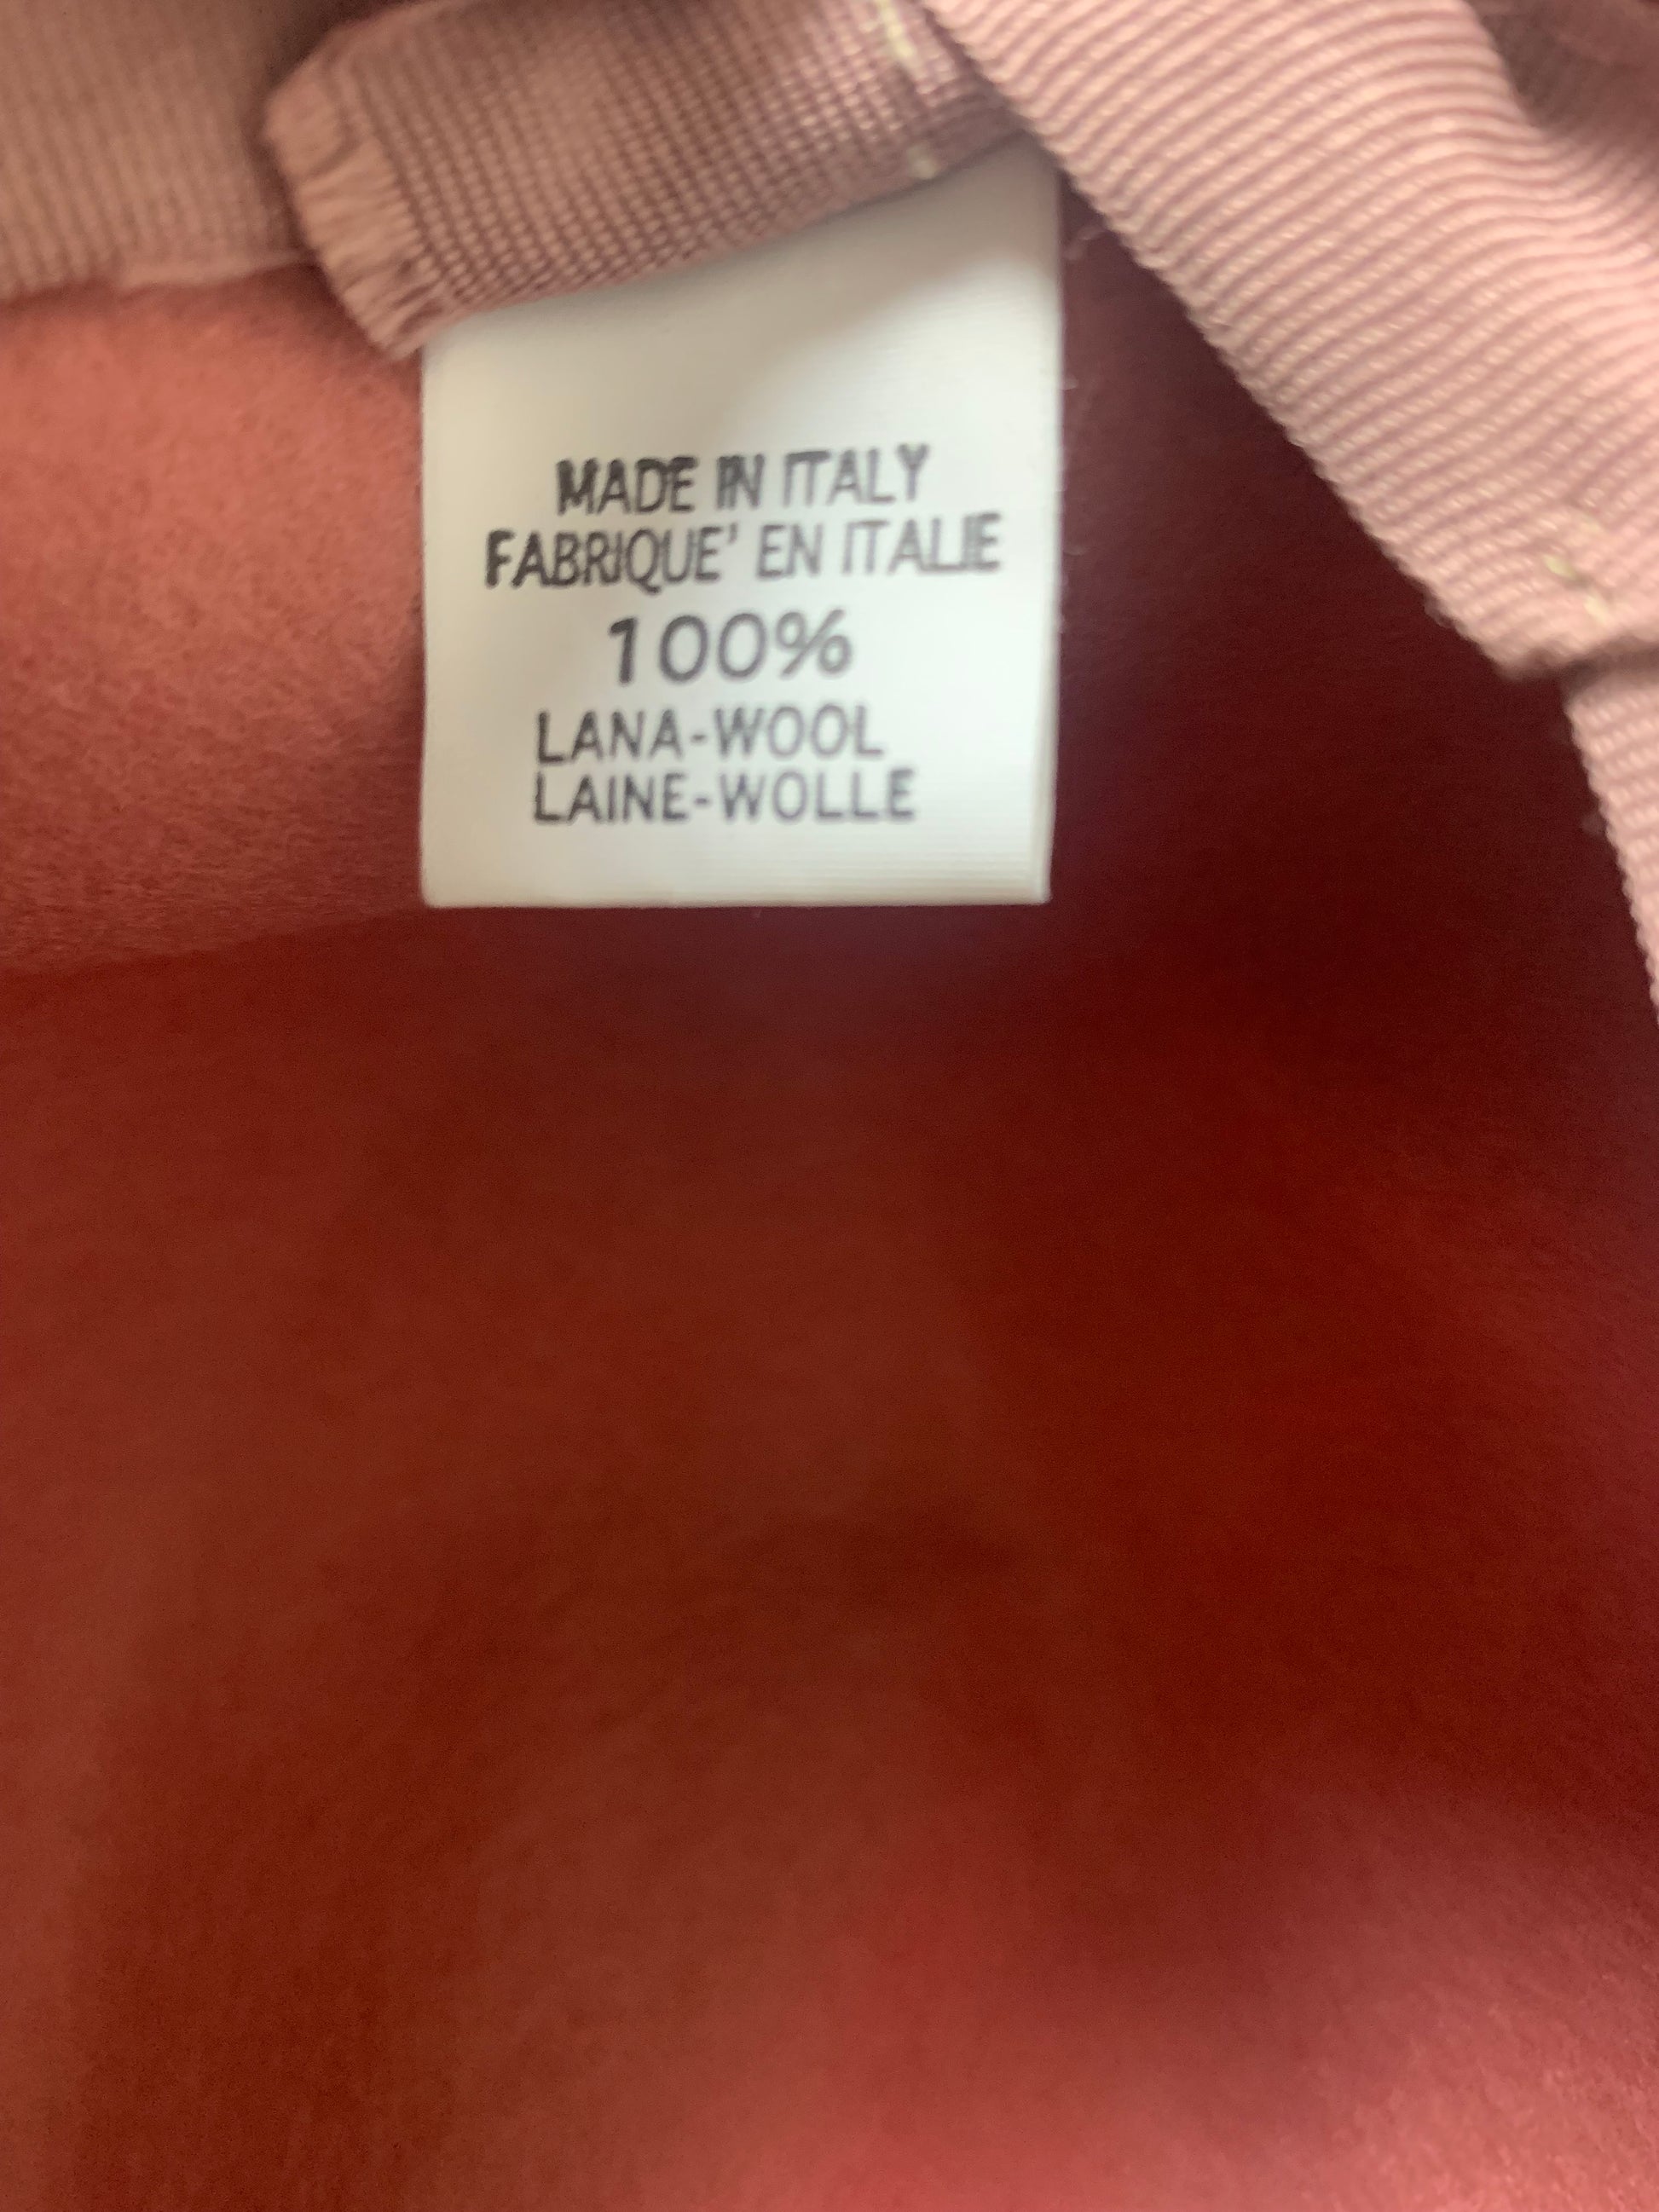 MADE IN ITALY
FABRIQUE' EN ITALIE
100%
LANA-WOOL
LAINE-WOLLE